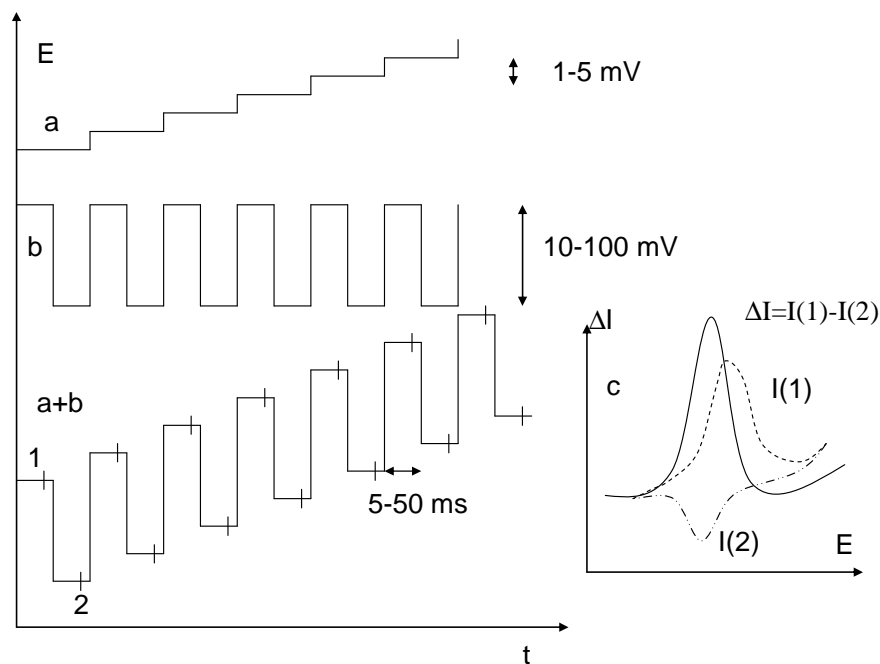 E
1-5 mV
a
b
10-100 mV
a+b
1
2
5-50 ms
t
ΔI
ΔI=I(1)-I(2)
c
I(1)
I(2)
E